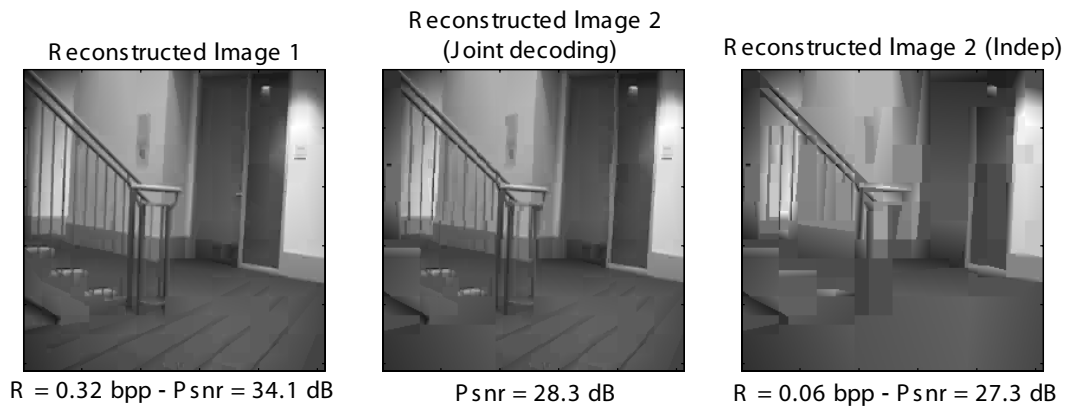 Reconstructed Image 1
Reconstructed Image 2
(Joint decoding)
Reconstructed Image 2 (Indep)
R = 0.32 bpp - Psnr = 34.1 dB
Psnr = 28.3 dB
R = 0.06 bpp - Psnr = 27.3 dB